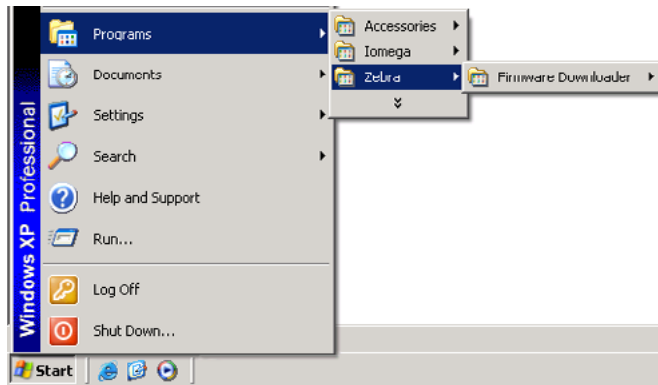 Programs
Documents
Settings
Search
Help and Support
Run...
Log Off
Shut Down...
Windows XP Professional
Start
Accessories
Iomega
Zebra
Firmware Downloader